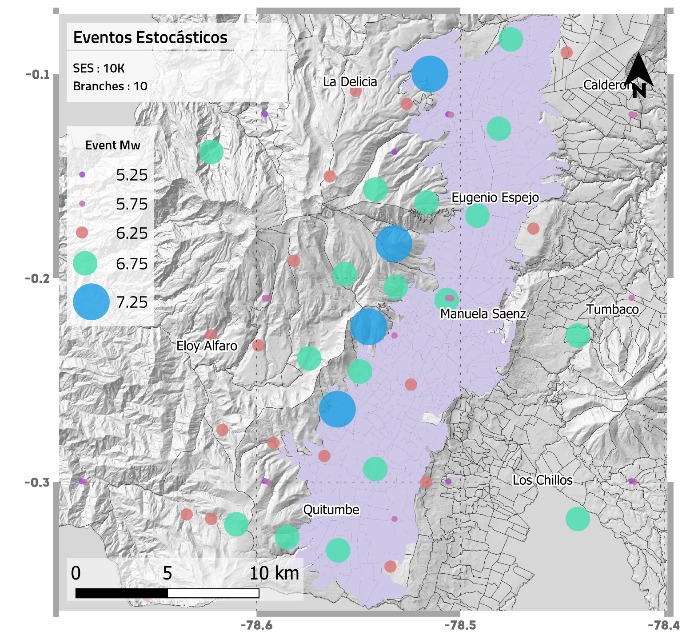 Eventos Estocásticos
SES : 10K
Branches : 10
N
Event Mw
5.25
5.75
6.25
6.75
7.25
La Delicia
Calderon
Eugenio Espejo
Manuela Saenz
Tumbaco
Eloy Alfaro
Los Chillos
Quitumbe
-0.1
-0.2
-0.3
0 5 10 km
-78.6 -78.5 -78.4